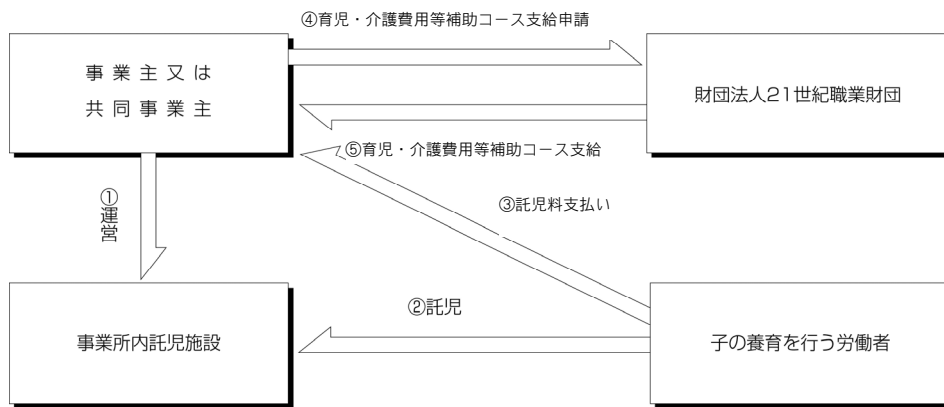 ④育児・介護費用等補助コース支給申請
事業主又は
共同事業主
財団法人21世紀職業財団
⑤育児・介護費用等補助コース支給
①運営
③託児料支払い
②託児
事業所内託児施設
子の養育を行う労働者